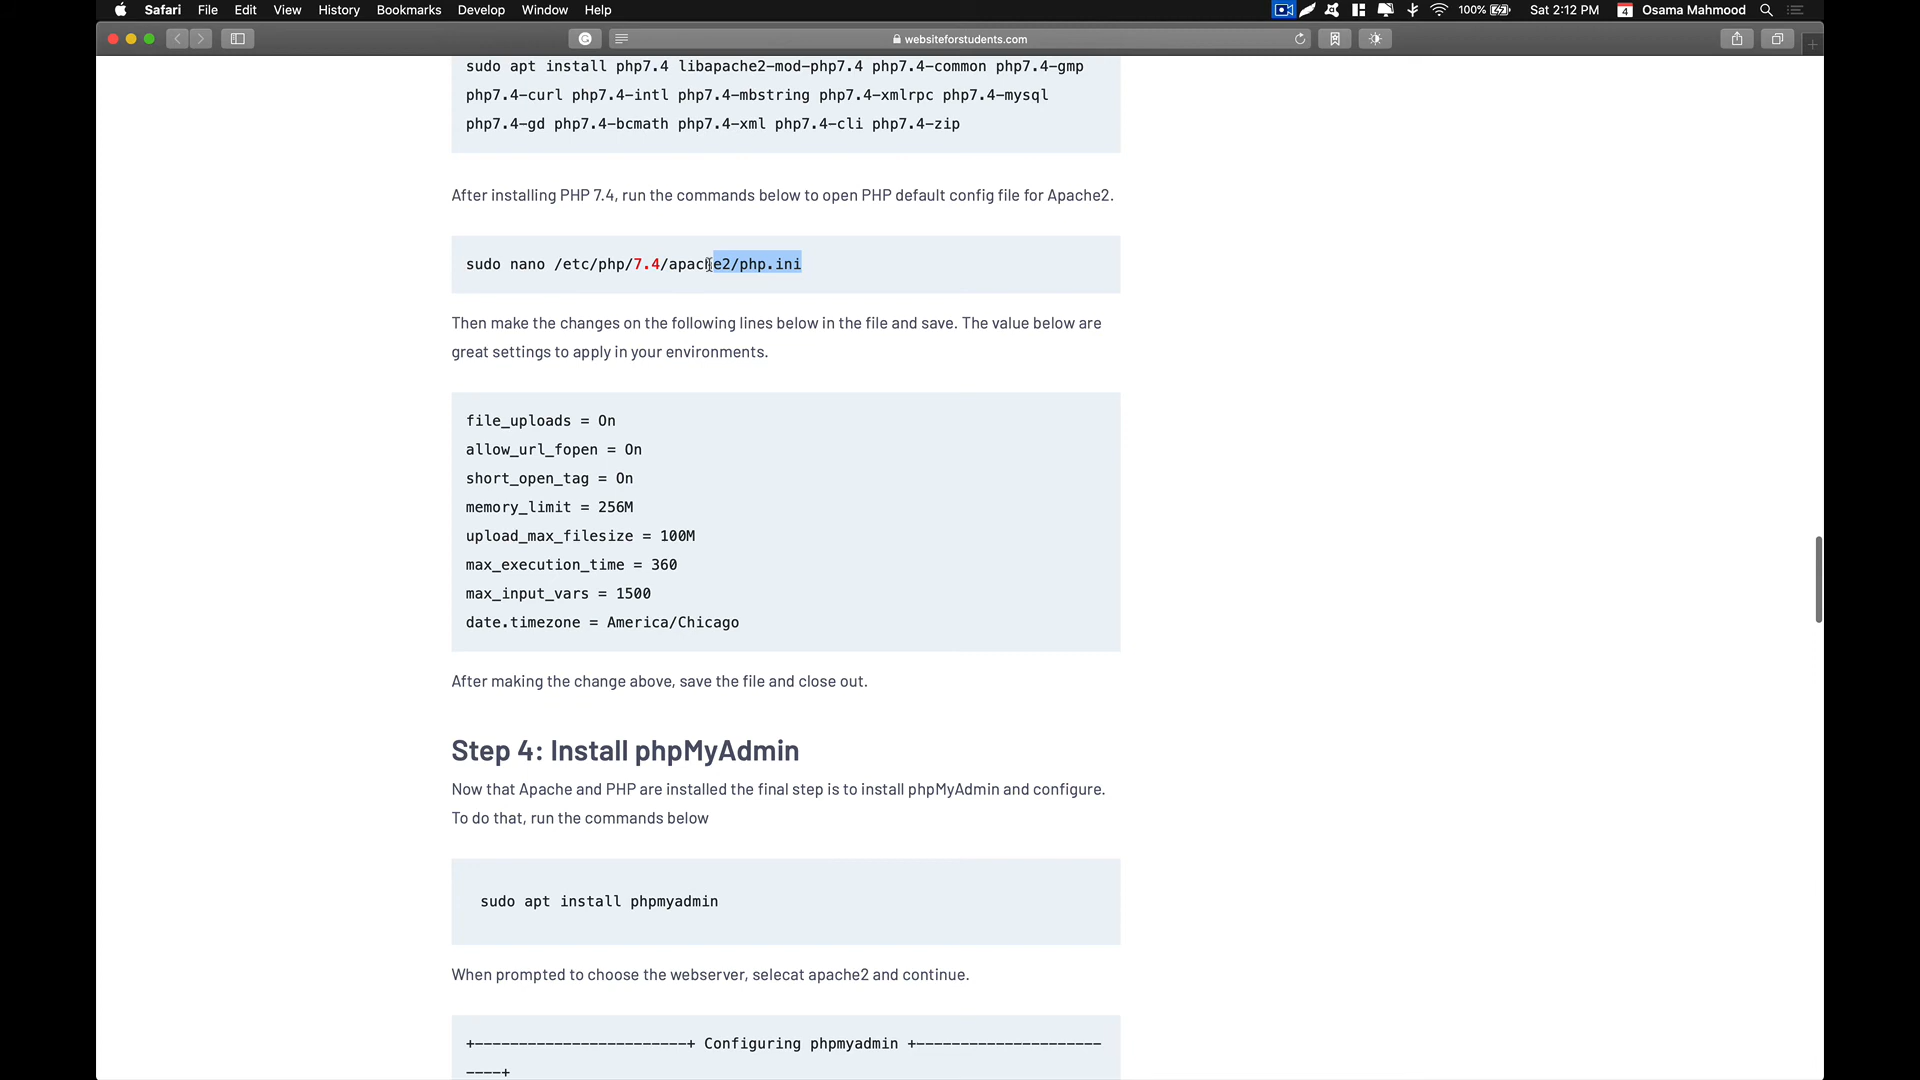 Safari File Edit View History Bookmarks Develop Window Help 100% Sat 2:12 PM 4 Osama Mahmood
websiteforstudents.com
sudo apt install php7.4 libapache2-mod-php7.4 php7.4-common php7.4-gmp
php7.4-curl php7.4-intl php7.4-mbstring php7.4-xmlrpc php7.4-mysql
php7.4-gd php7.4-bcmath php7.4-xml php7.4-cli php7.4-zip
After installing PHP 7.4, run the commands below to open PHP default config file for Apache2.
sudo nano /etc/php/7.4/apache2/php.ini
Then make the changes on the following lines below in the file and save. The value below are
great settings to apply in your environments.
file_uploads = On
allow_url_fopen = On
short_open_tag = On
memory_limit = 256M
upload_max_filesize = 100M
max_execution_time = 360
max_input_vars = 1500
date.timezone = America/Chicago
After making the change above, save the file and close out.
Step 4: Install phpMyAdmin
Now that Apache and PHP are installed the final step is to install phpMyAdmin and configure.
To do that, run the commands below
sudo apt install phpmyadmin
When prompted to choose the webserver, selecat apache2 and continue.
+------------------------+ Configuring phpmyadmin +---------------------
----+